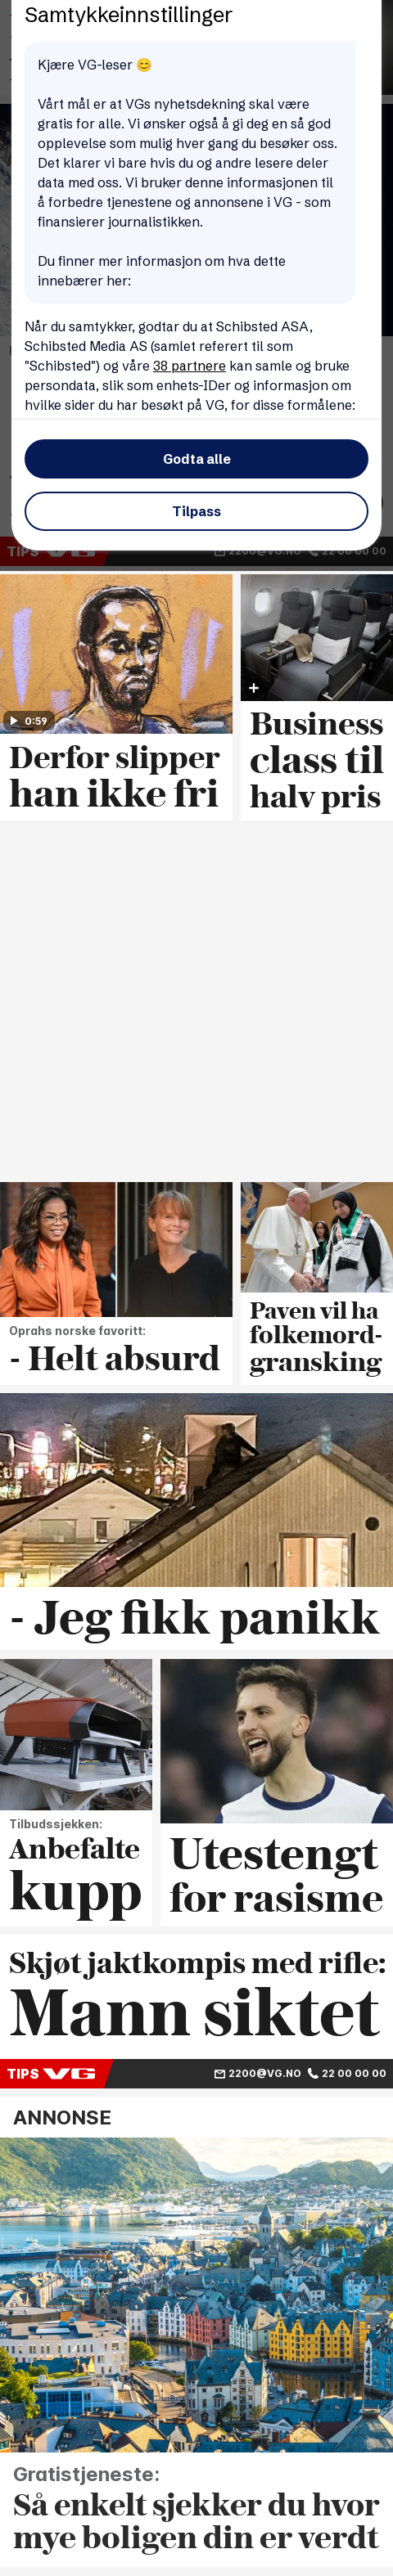 Samtykkeinnstillinger
Kjære VG-leser 😊
Vårt mål er at VGs nyhetsdekning skal være
gratis for alle. Vi ønsker også å gi deg en så god
opplevelse som mulig hver gang du besøker oss.
Det klarer vi bare hvis du og andre lesere deler
data med oss. Vi bruker denne informasjonen til
å forbedre tjenestene og annonsene i VG - som
finansierer journalistikken.
Du finner mer informasjon om hva dette
innebærer her:
Når du samtykker, godtar du at Schibsted ASA,
Schibsted Media AS (samlet referert til som
"Schibsted") og våre 38 partnere kan samle og bruke
persondata, slik som enhets-IDer og informasjon om
hvilke sider du har besøkt på VG, for disse formålene:
Godta alle
Tilpass
TIPS VG 2200@VG.NO 22 00 00 00
0:59
Derfor slipper
han ikke fri
Business
class til
halv pris
Oprahs norske favoritt:
- Helt absurd
Paven vil ha
folkemord-
gransking
- Jeg fikk panikk
Tilbudssjekken:
Anbefalte
kupp
Utestengt
for rasisme
Skjøt jaktkompis med rifle:
Mann siktet
TIPS VG 2200@VG.NO 22 00 00 00
ANNONSE
Gratistjeneste:
Så enkelt sjekker du hvor
mye boligen din er verdt